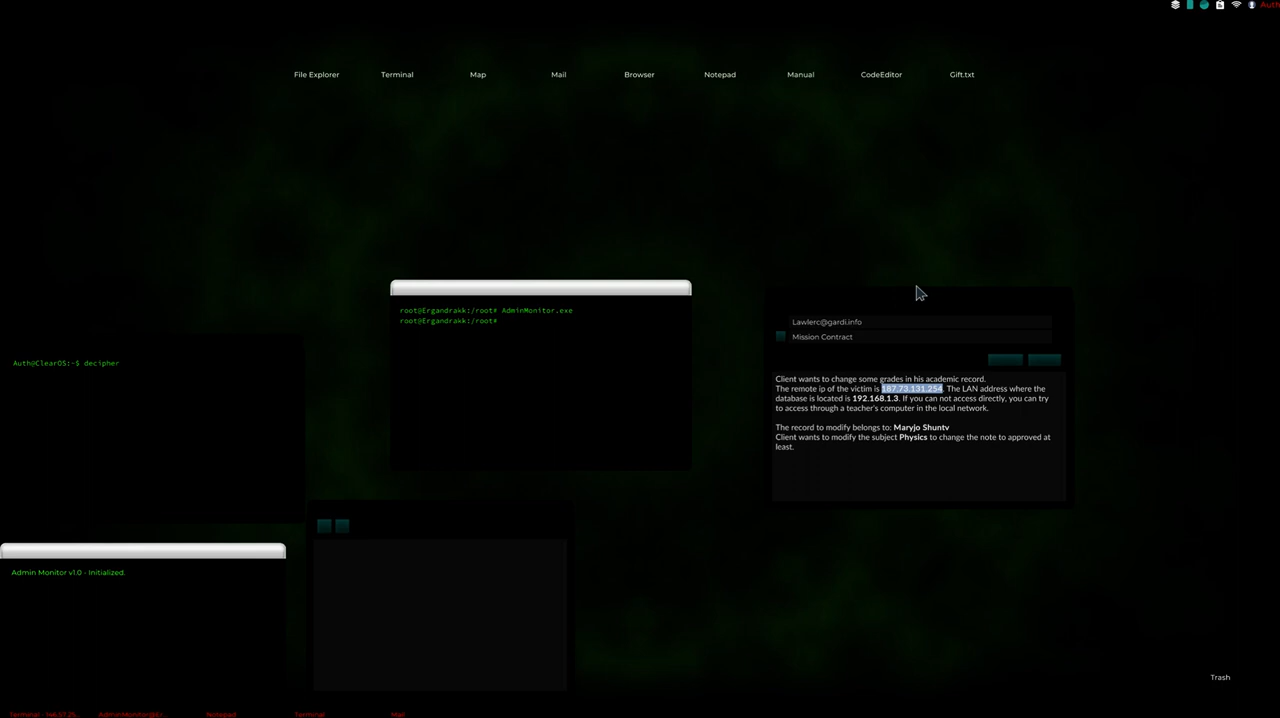 Auth
File Explorer
Terminal
Map
Mail
Browser
Notepad
Manual
CodeEditor
Gift.txt
root@Ergandrakk:/root# AdminMonitor.exe
root@Ergandrakk:/root#
Lawlerc@gardi.info
Mission Contract
Client wants to change some grades in his academic record.
The remote ip of the victim is 187.73.131.254. The LAN address where the
database is located is 192.168.1.3. If you can not access directly, you can try
to access through a teacher's computer in the local network.
The record to modify belongs to: Maryjo Shuntv
Client wants to modify the subject Physics to change the note to approved at
least.
Auth@ClearOS:~$ decipher
Admin Monitor v1.0 - Initialized.
Trash
Terminal
Notepad
Terminal
Mail